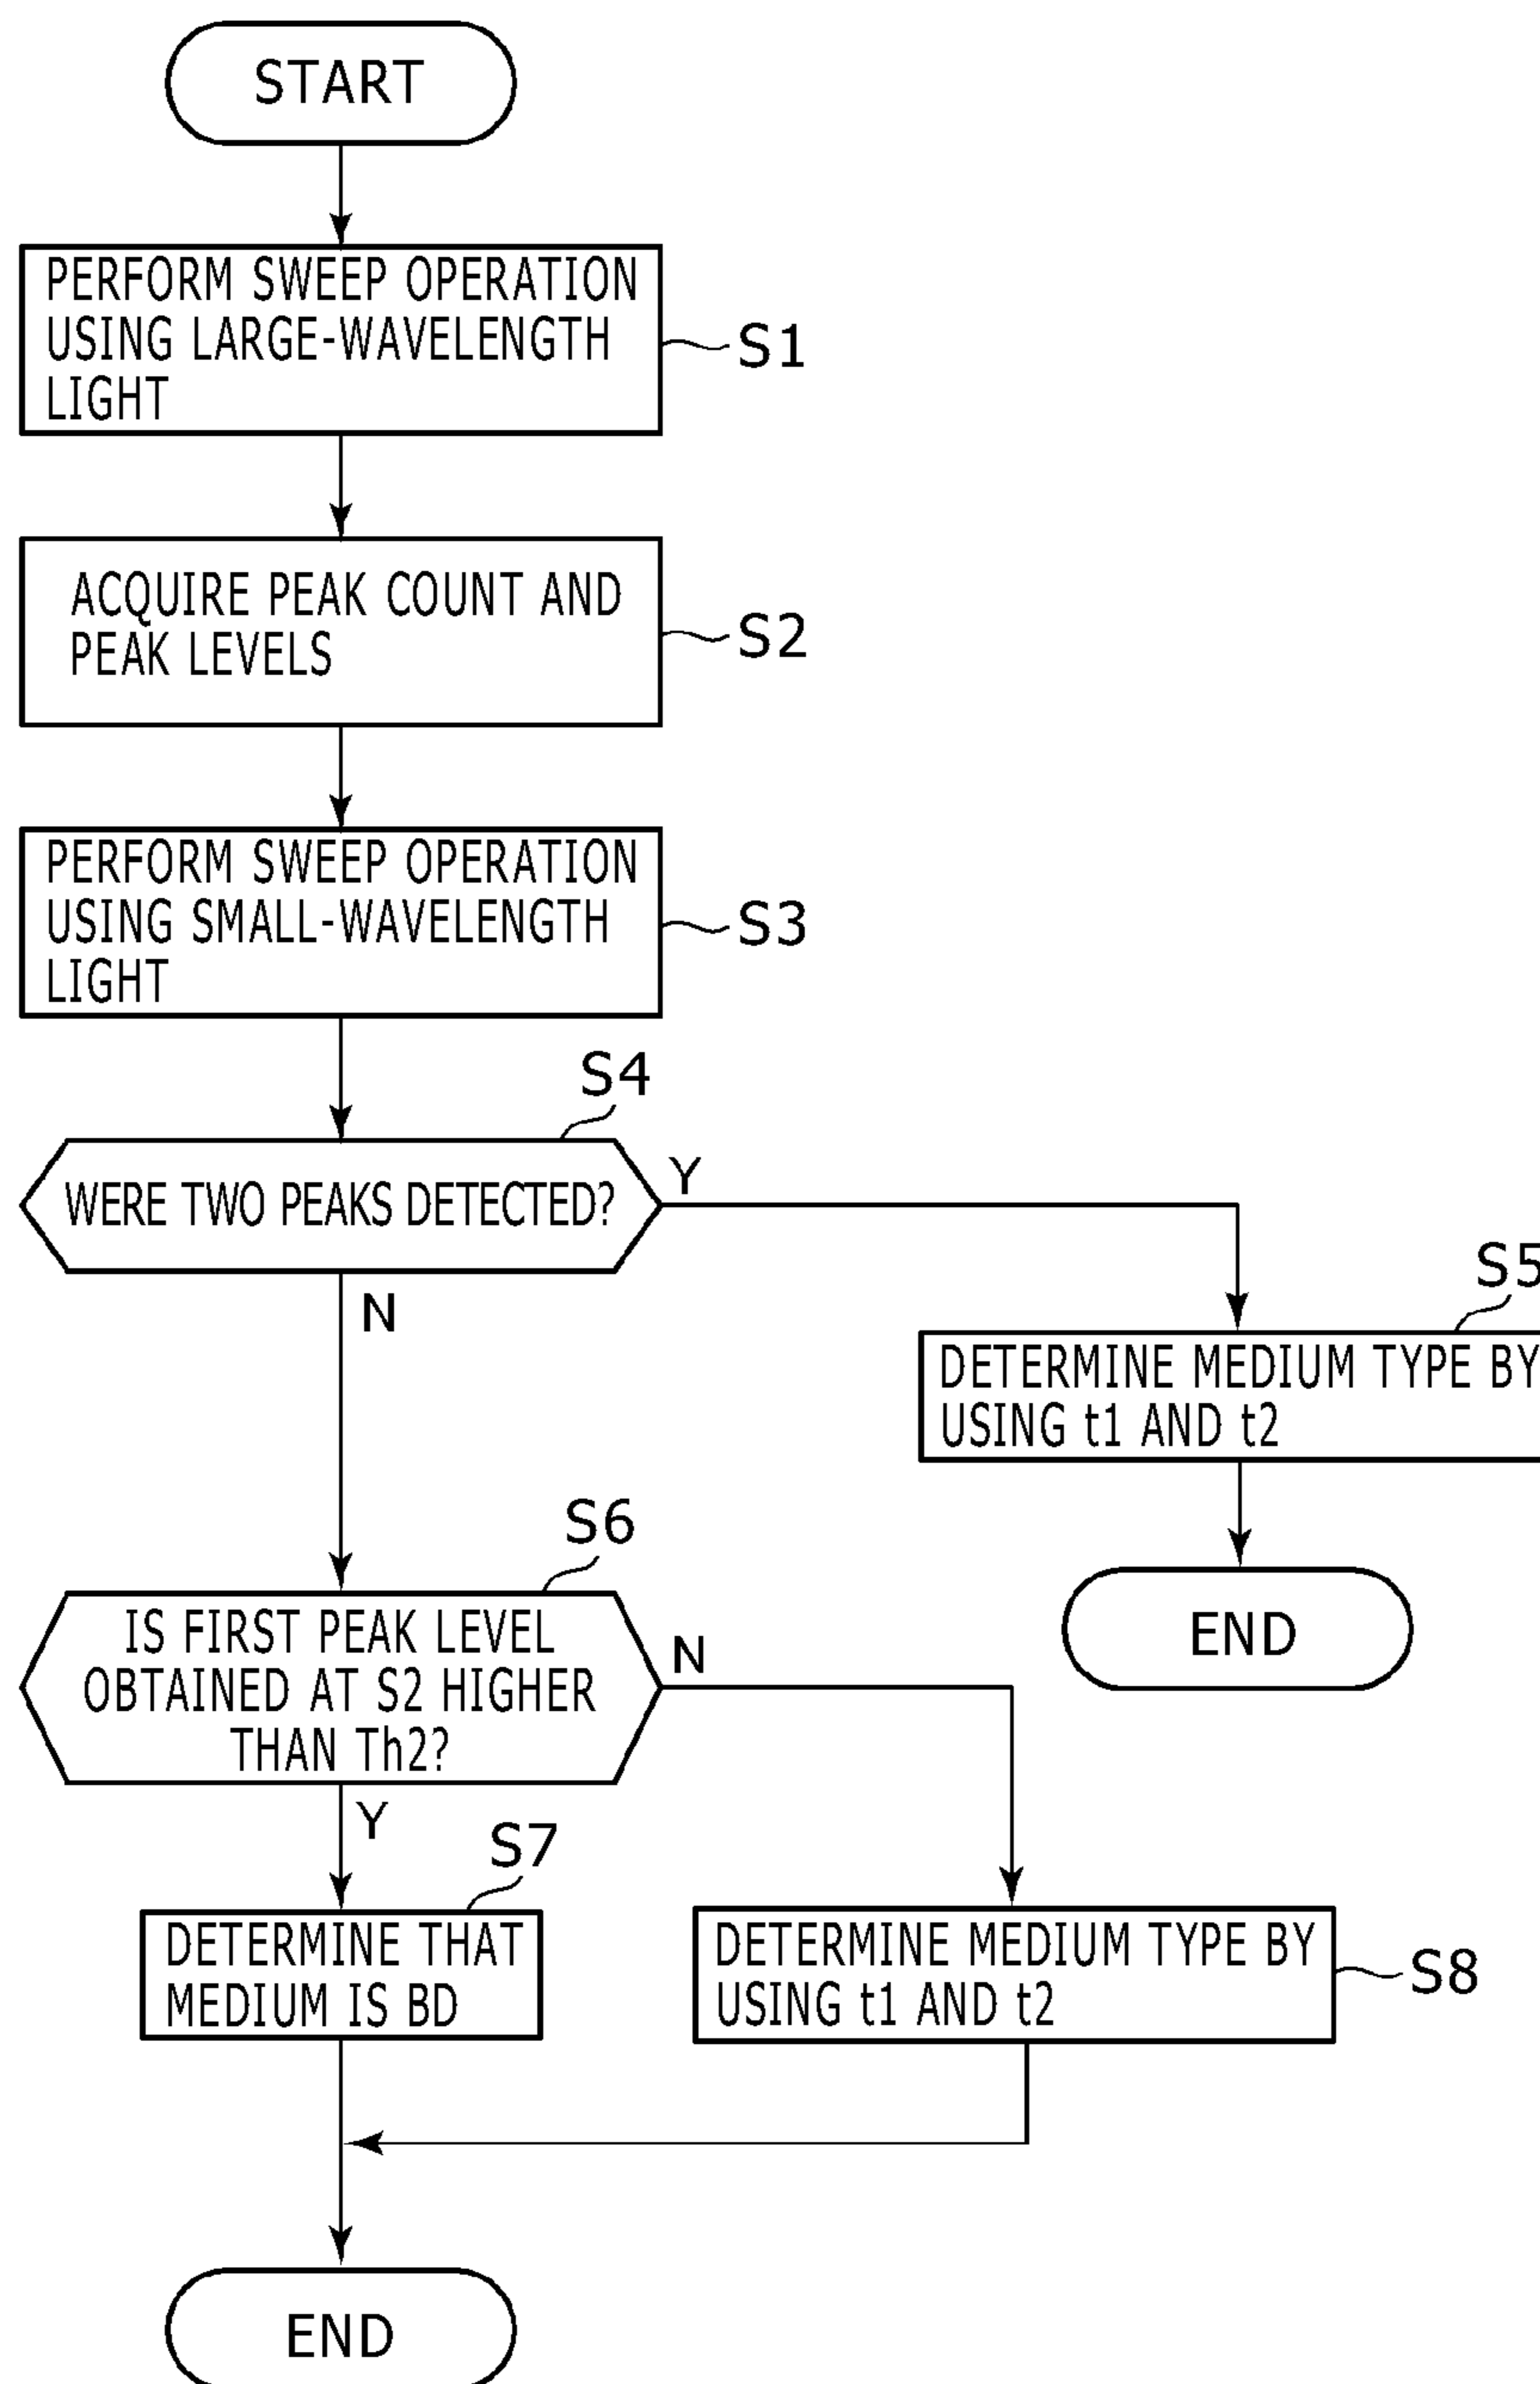 START
PERFORM SWEEP OPERATION
USING LARGE-WAVELENGTH
LIGHT
S1
ACQUIRE PEAK COUNT AND
PEAK LEVELS
S2
PERFORM SWEEP OPERATION
USING SMALL-WAVELENGTH
LIGHT
S3
S4
WERE TWO PEAKS DETECTED?
Y
N
S5
DETERMINE MEDIUM TYPE BY
USING t1 AND t2
END
S6
IS FIRST PEAK LEVEL
OBTAINED AT S2 HIGHER
THAN Th2?
N
Y
S7
DETERMINE THAT
MEDIUM IS BD
DETERMINE MEDIUM TYPE BY
USING t1 AND t2
S8
END